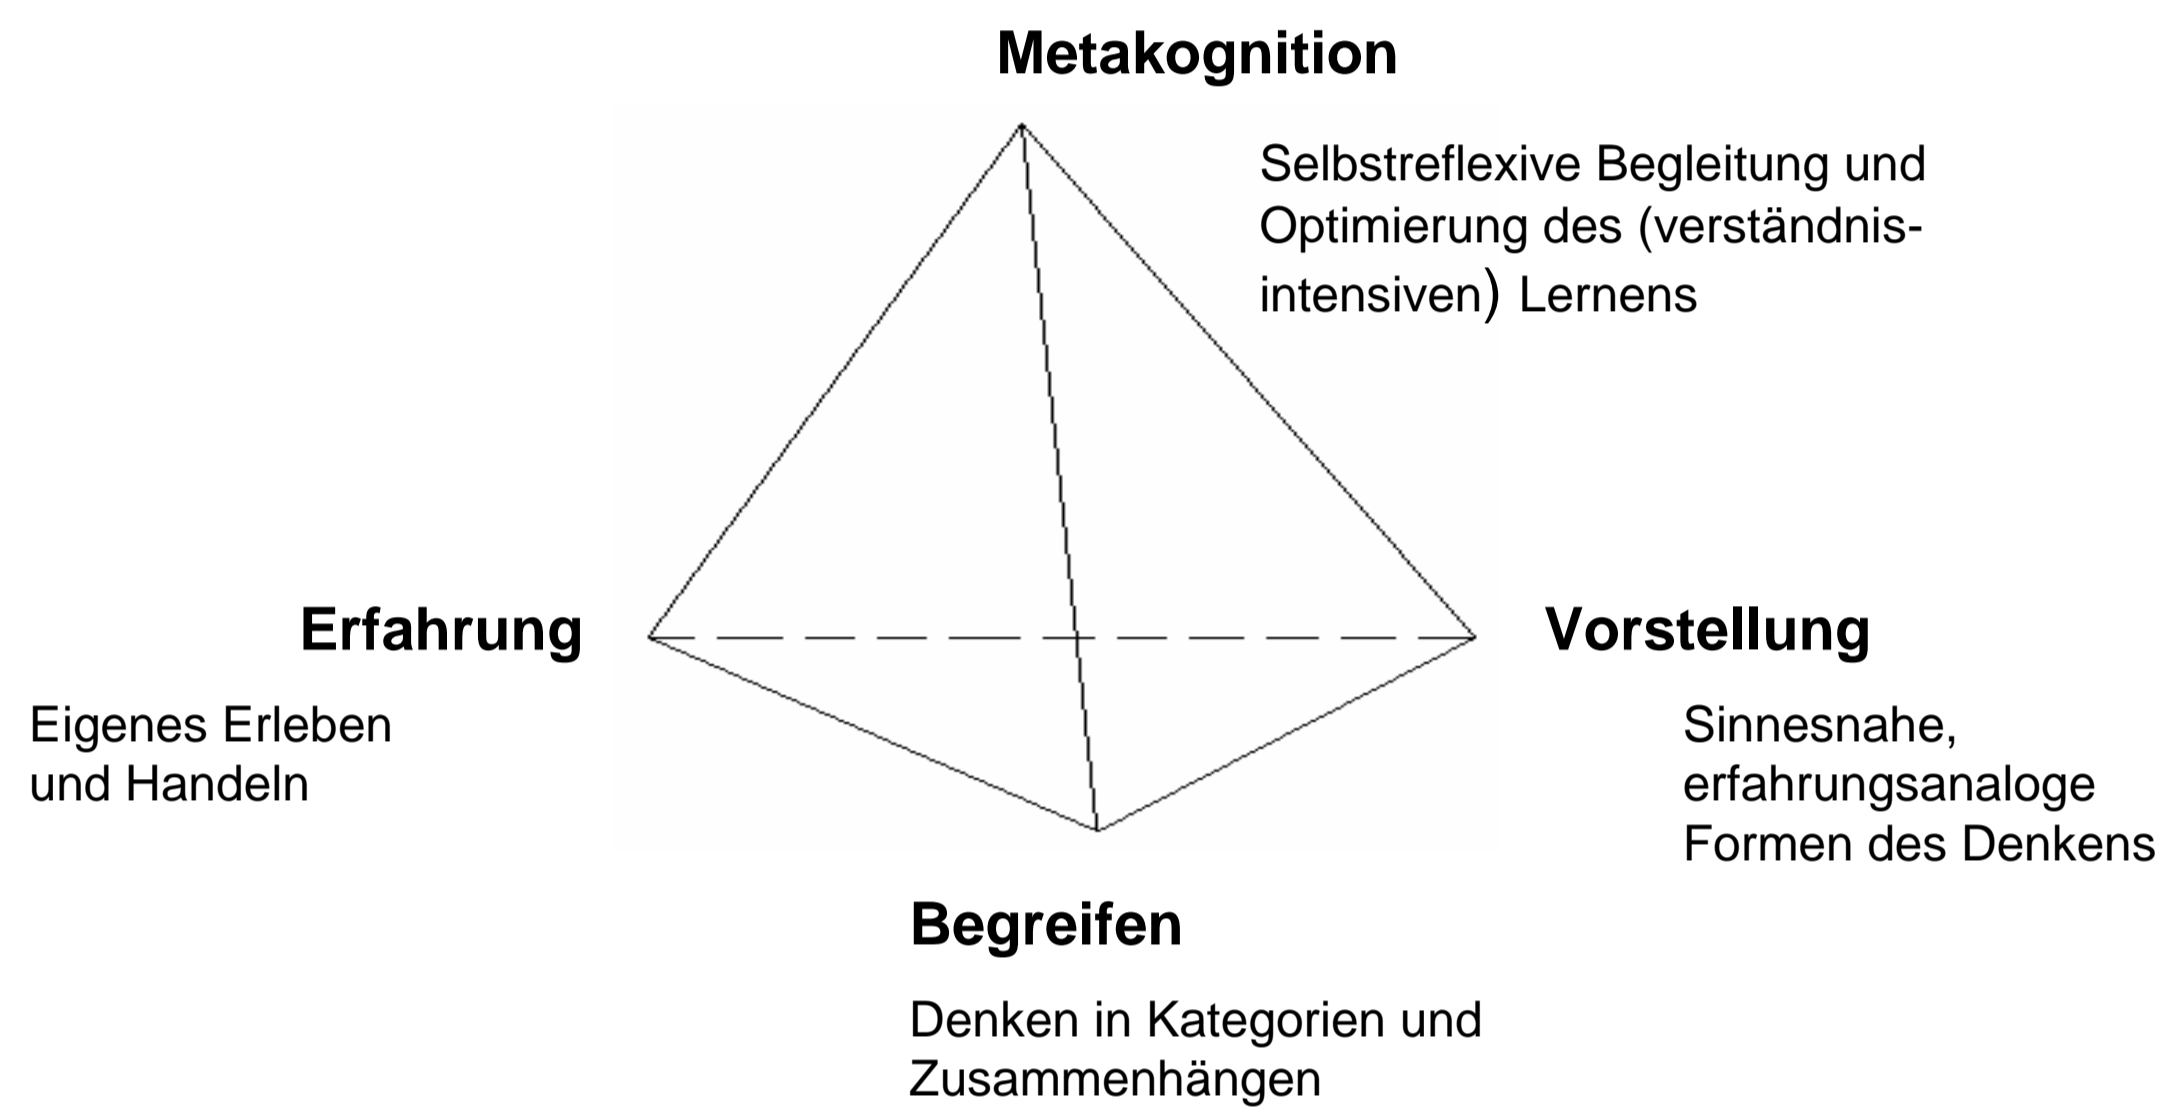 Metakognition
Selbstreflexive Begleitung und
Optimierung des (verständnis-
intensiven) Lernens
Erfahrung
Eigenes Erleben
und Handeln
Vorstellung
Sinnesnahe,
erfahrungsanaloge
Formen des Denkens
Begreifen
Denken in Kategorien und
Zusammenhängen